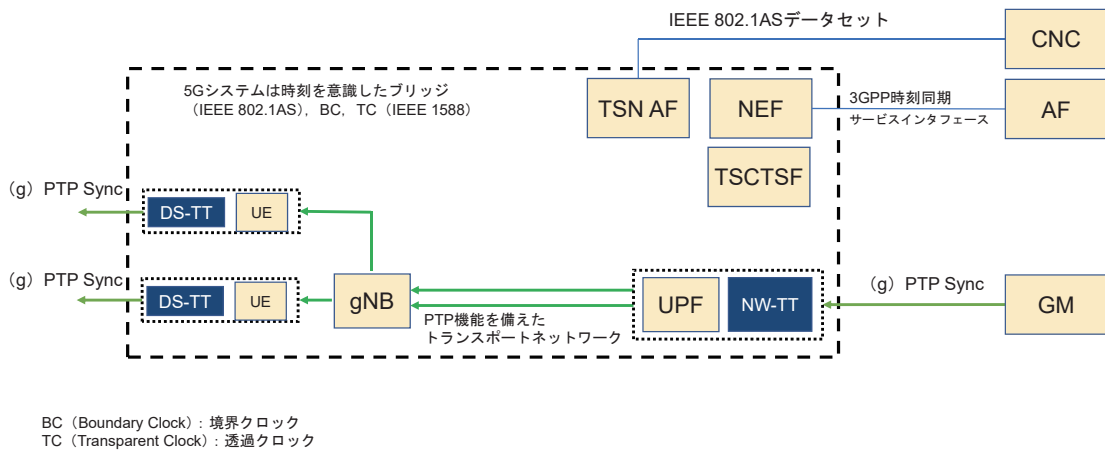 IEEE 802.1ASデータセット
CNC
5Gシステムは時刻を意識したブリッジ
（IEEE 802.1AS），BC，TC（IEEE 1588）
TSN AF
NEF
3GPP時刻同期
サービスインタフェース
AF
TSCTSF
（g）PTP Sync
DS-TT
UE
（g）PTP Sync
DS-TT
UE
gNB
PTP機能を備えた
トランスポートネットワーク
UPF
NW-TT
（g）PTP Sync
GM
BC（Boundary Clock）：境界クロック
TC（Transparent Clock）：透過クロック